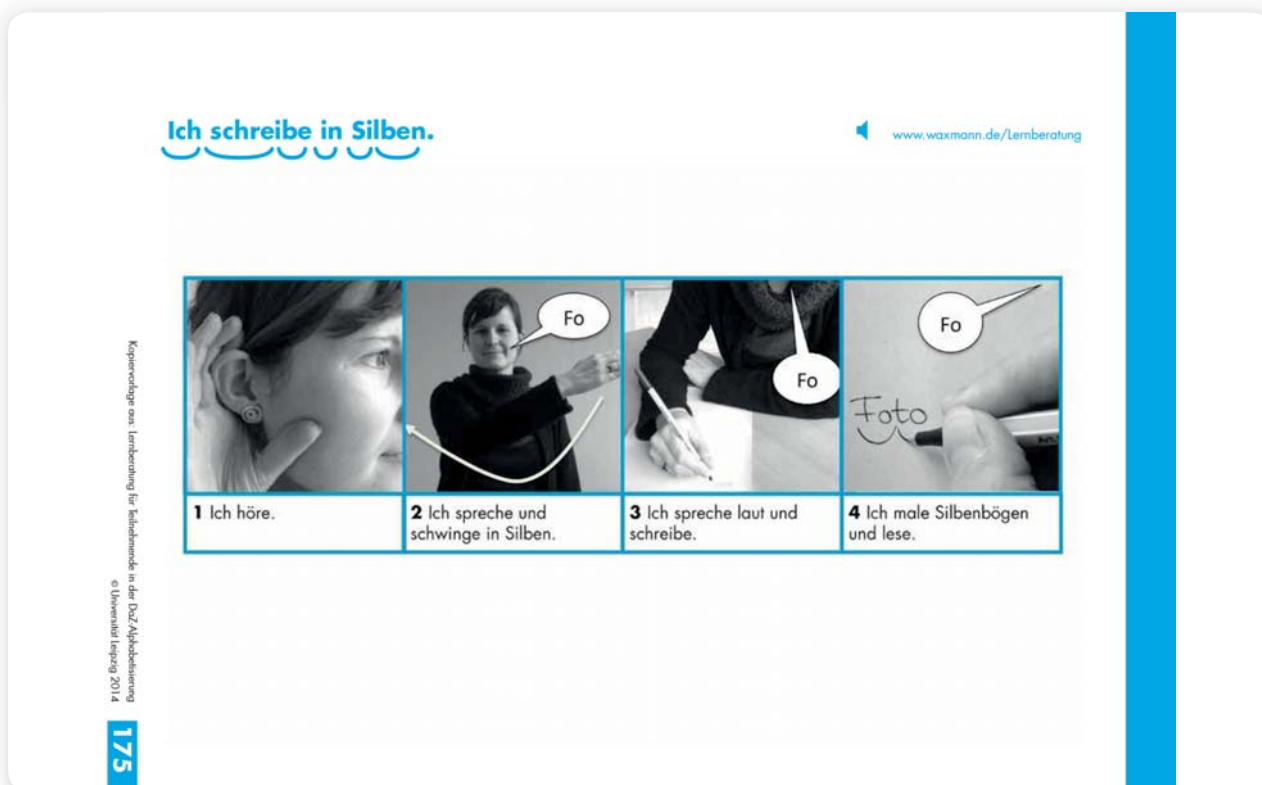 Ich schreibe in Silben.
www.waxmann.de/Lernberatung
Fo
Fo
Fo
Foto
1 Ich höre.
2 Ich spreche und
schwinge in Silben.
3 Ich spreche laut und
schreibe.
4 Ich male Silbenbögen
und lese.
Kopiervorlage aus: Lernberatung für Teilnehmende in der DaZ-Alphabetisierung
© Universität Leipzig 2014
175